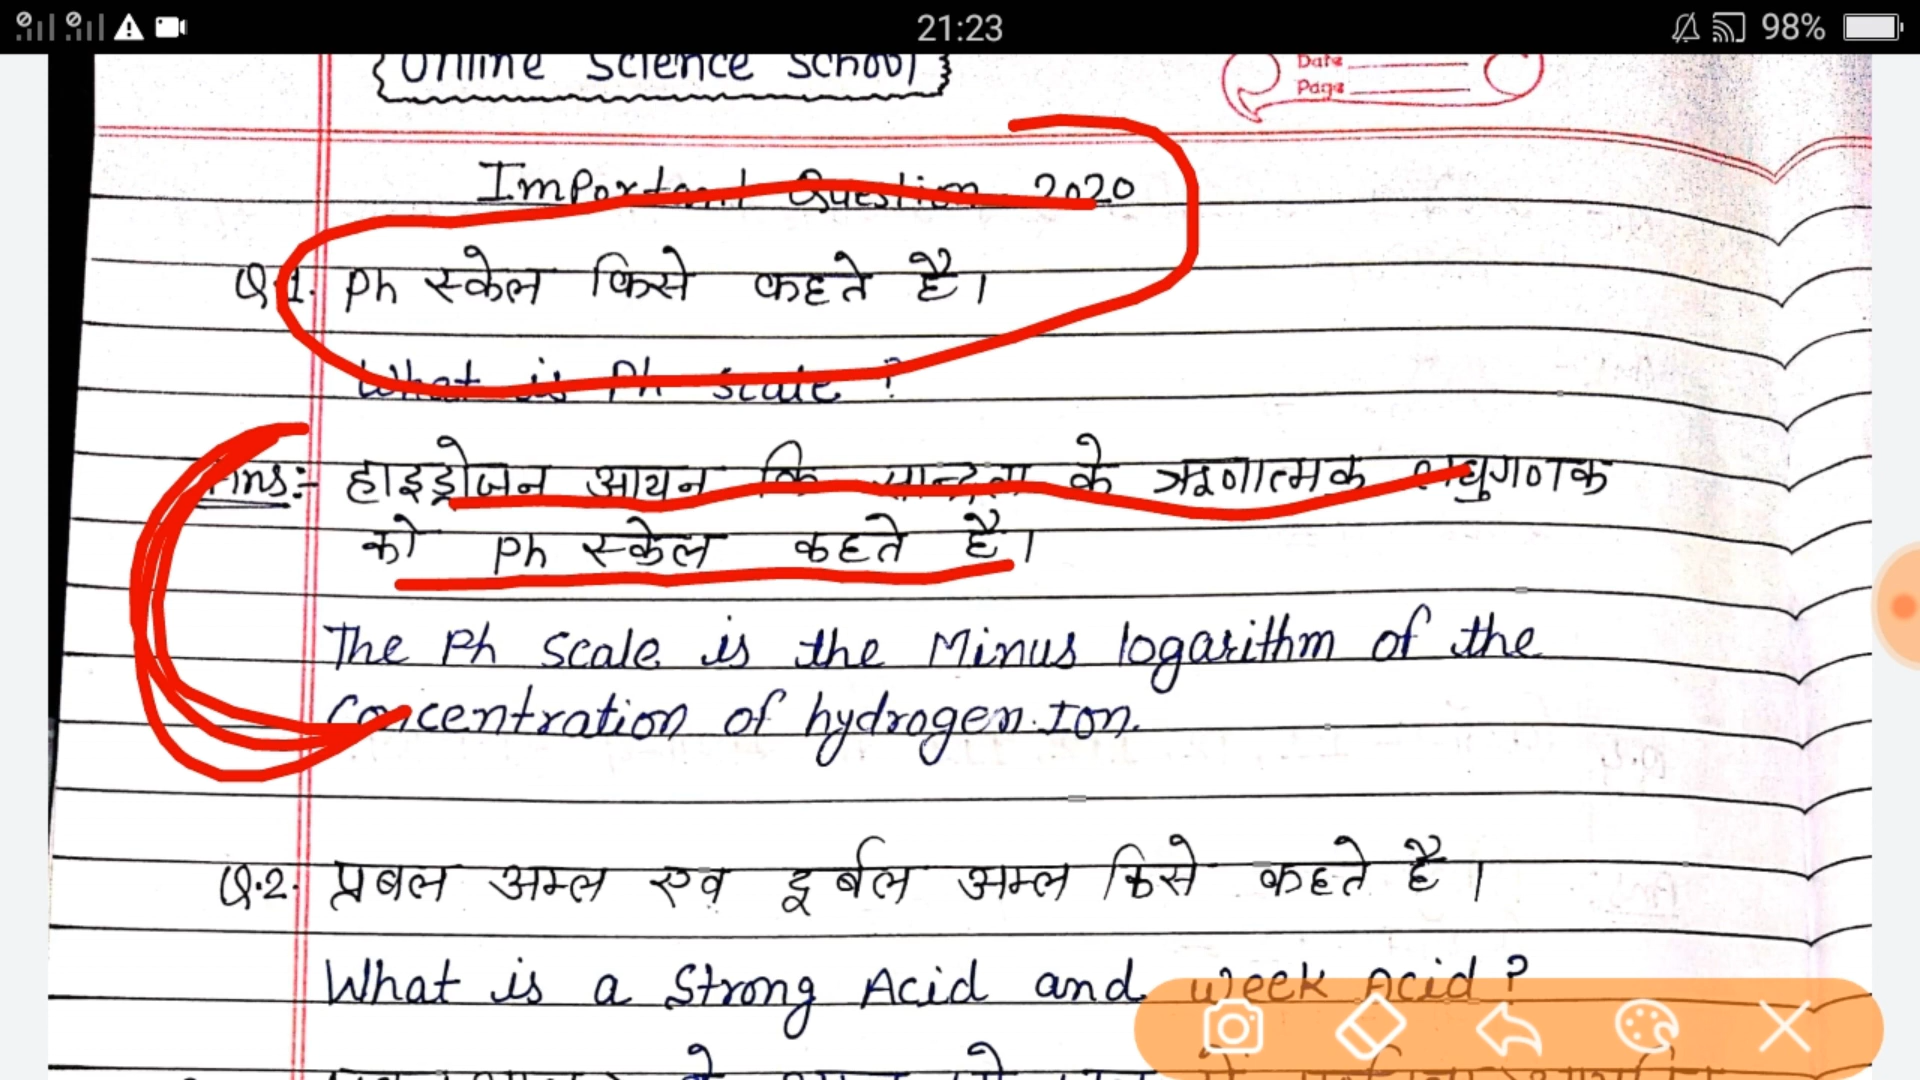 21:23 98%
Online Science School
Date
Page
Important Question 2020
Q.1. Ph स्केल किसे कहते है।
What is Ph scale ?
Ans:- हाइड्रोजन आयन कि सान्द्रता के ऋणात्मक लघुगणक
को Ph स्केल कहते है।
The Ph scale is the Minus logarithm of the
concentration of hydrogen Ion.
Q.2. प्रबल अम्ल एव दूर्बल अम्ल किसे कहते है।
What is a Strong Acid and week Acid ?